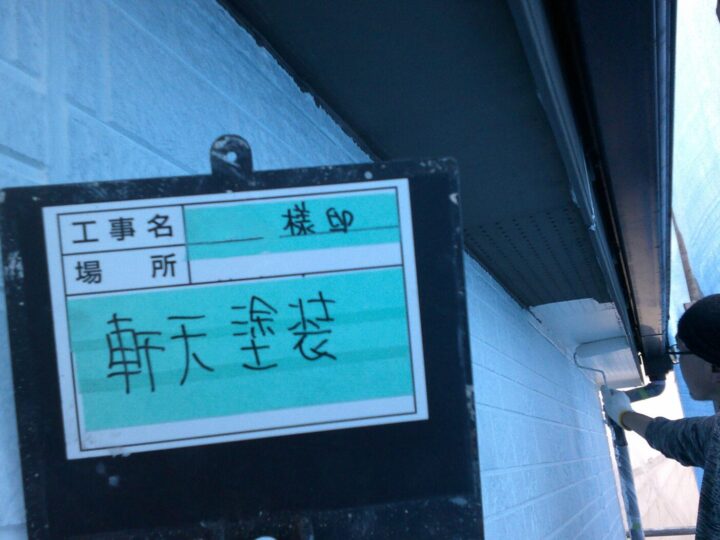 工事名 様邸
場所
軒天塗装